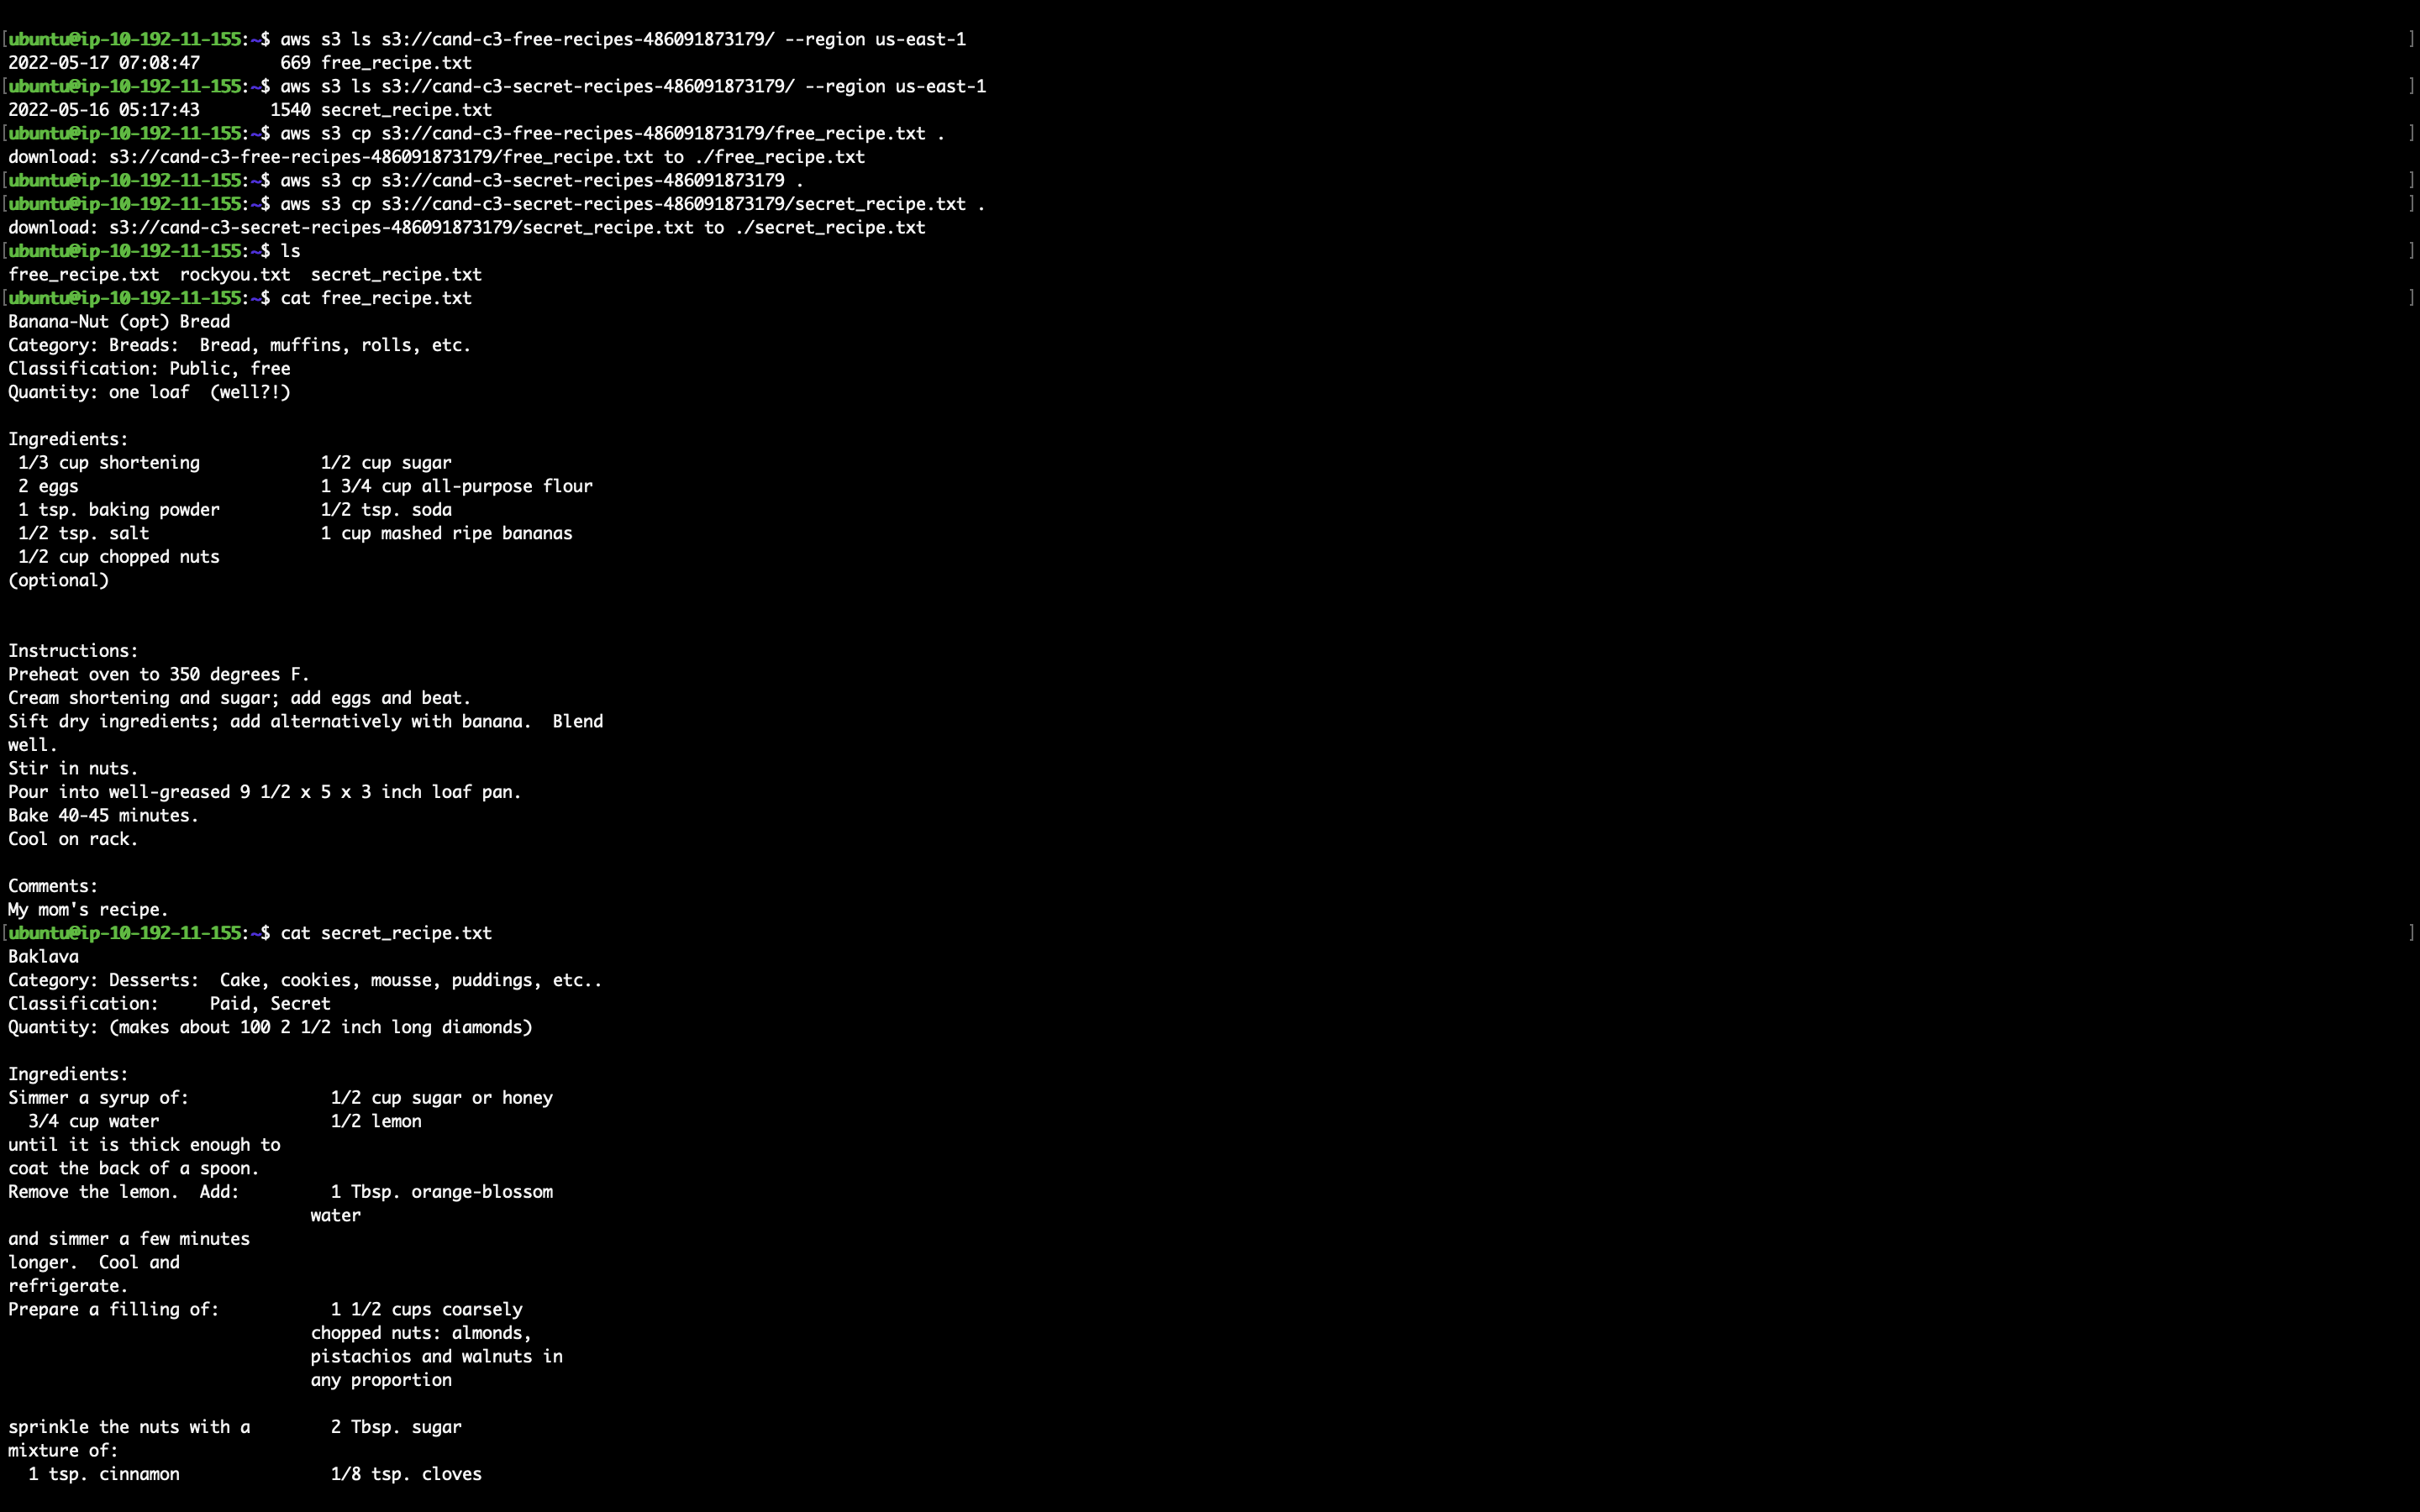 [ubuntu@ip-10-192-11-155:~$ aws s3 ls s3://cand-c3-free-recipes-486091873179/ --region us-east-1 ]
2022-05-17 07:08:47        669 free_recipe.txt
[ubuntu@ip-10-192-11-155:~$ aws s3 ls s3://cand-c3-secret-recipes-486091873179/ --region us-east-1 ]
2022-05-16 05:17:43       1540 secret_recipe.txt
[ubuntu@ip-10-192-11-155:~$ aws s3 cp s3://cand-c3-free-recipes-486091873179/free_recipe.txt . ]
download: s3://cand-c3-free-recipes-486091873179/free_recipe.txt to ./free_recipe.txt
[ubuntu@ip-10-192-11-155:~$ aws s3 cp s3://cand-c3-secret-recipes-486091873179 . ]
[ubuntu@ip-10-192-11-155:~$ aws s3 cp s3://cand-c3-secret-recipes-486091873179/secret_recipe.txt . ]
download: s3://cand-c3-secret-recipes-486091873179/secret_recipe.txt to ./secret_recipe.txt
[ubuntu@ip-10-192-11-155:~$ ls ]
free_recipe.txt  rockyou.txt  secret_recipe.txt
[ubuntu@ip-10-192-11-155:~$ cat free_recipe.txt ]
Banana-Nut (opt) Bread
Category: Breads:  Bread, muffins, rolls, etc.
Classification: Public, free
Quantity: one loaf  (well?!)
Ingredients:
 1/3 cup shortening            1/2 cup sugar
 2 eggs                        1 3/4 cup all-purpose flour
 1 tsp. baking powder          1/2 tsp. soda
 1/2 tsp. salt                 1 cup mashed ripe bananas
 1/2 cup chopped nuts
(optional)
Instructions:
Preheat oven to 350 degrees F.
Cream shortening and sugar; add eggs and beat.
Sift dry ingredients; add alternatively with banana.  Blend
well.
Stir in nuts.
Pour into well-greased 9 1/2 x 5 x 3 inch loaf pan.
Bake 40-45 minutes.
Cool on rack.
Comments:
My mom's recipe.
[ubuntu@ip-10-192-11-155:~$ cat secret_recipe.txt ]
Baklava
Category: Desserts:  Cake, cookies, mousse, puddings, etc..
Classification:     Paid, Secret
Quantity: (makes about 100 2 1/2 inch long diamonds)
Ingredients:
Simmer a syrup of:              1/2 cup sugar or honey
  3/4 cup water                 1/2 lemon
until it is thick enough to
coat the back of a spoon.
Remove the lemon.  Add:         1 Tbsp. orange-blossom
                              water
and simmer a few minutes
longer.  Cool and
refrigerate.
Prepare a filling of:           1 1/2 cups coarsely
                              chopped nuts: almonds,
                              pistachios and walnuts in
                              any proportion
sprinkle the nuts with a        2 Tbsp. sugar
mixture of:
  1 tsp. cinnamon               1/8 tsp. cloves